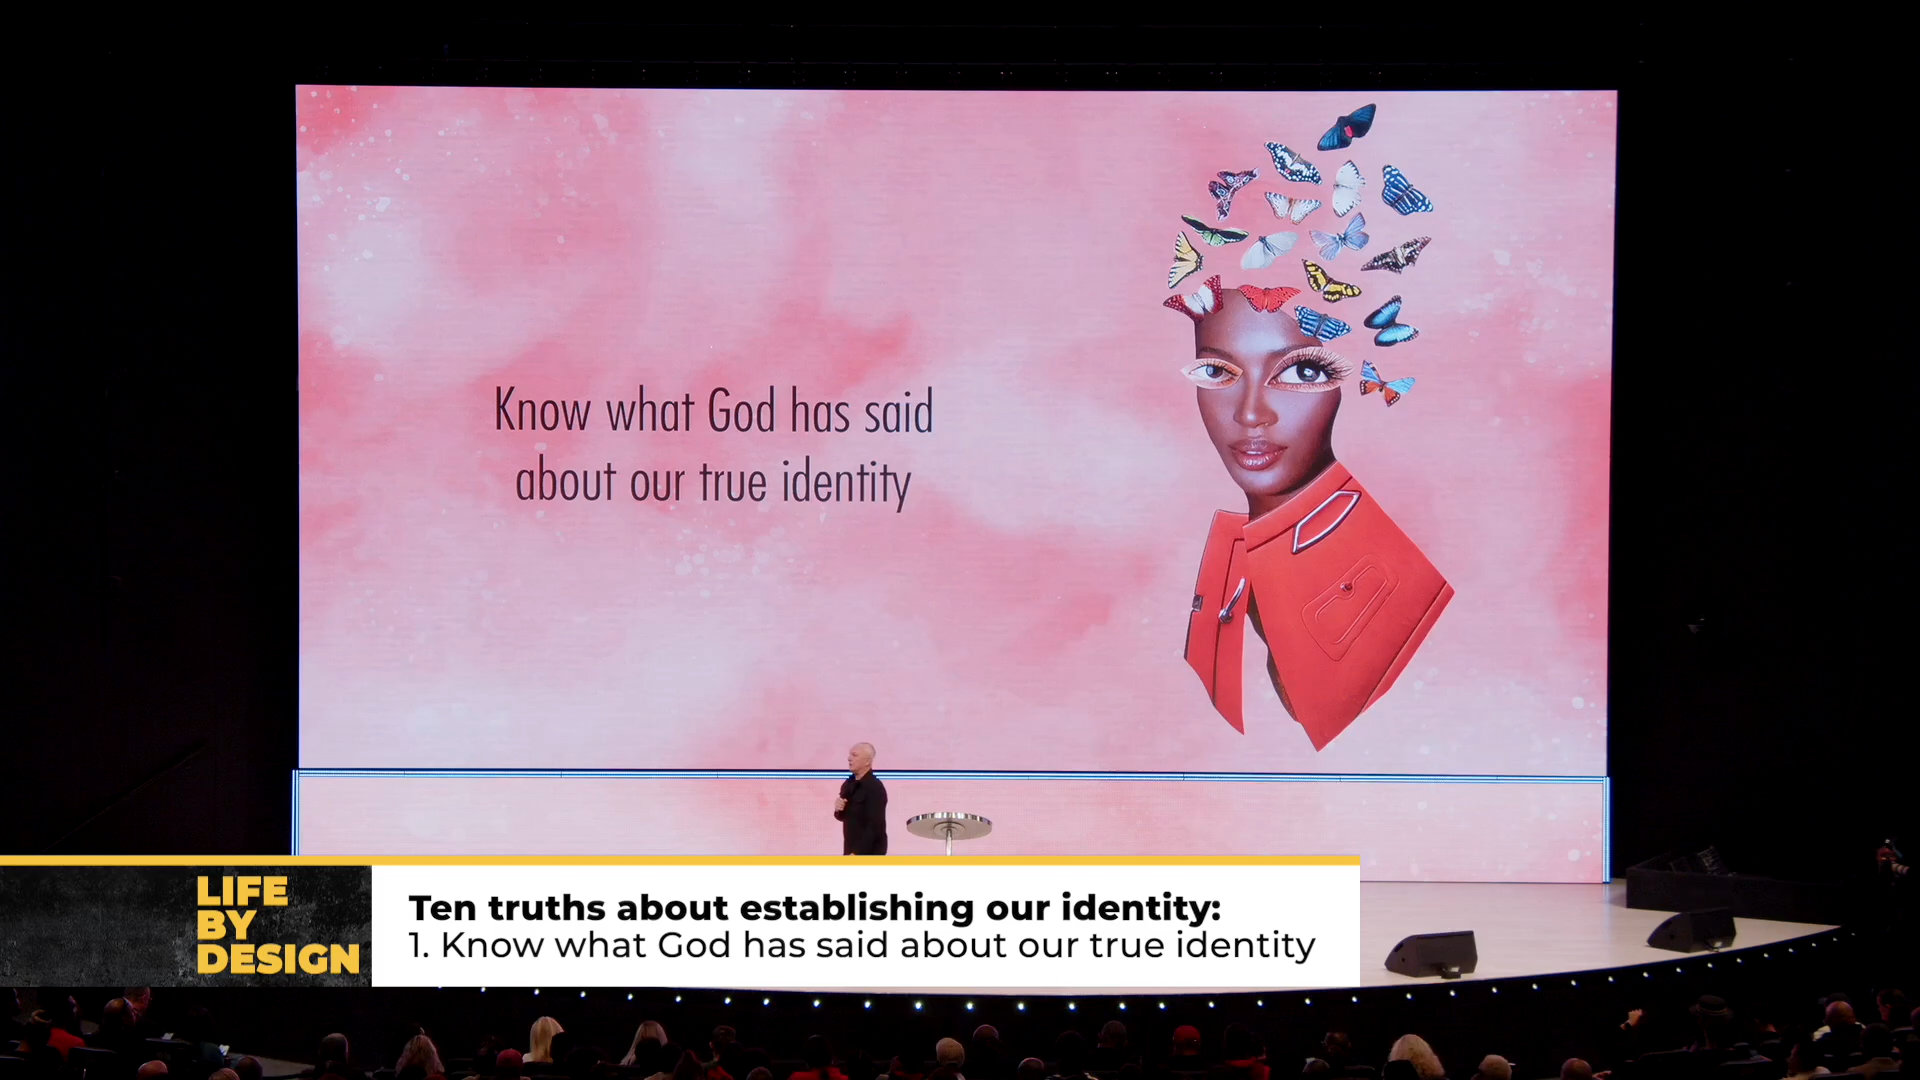 Know what God has said
about our true identity
LIFE
BY
DESIGN
Ten truths about establishing our identity:
1. Know what God has said about our true identity